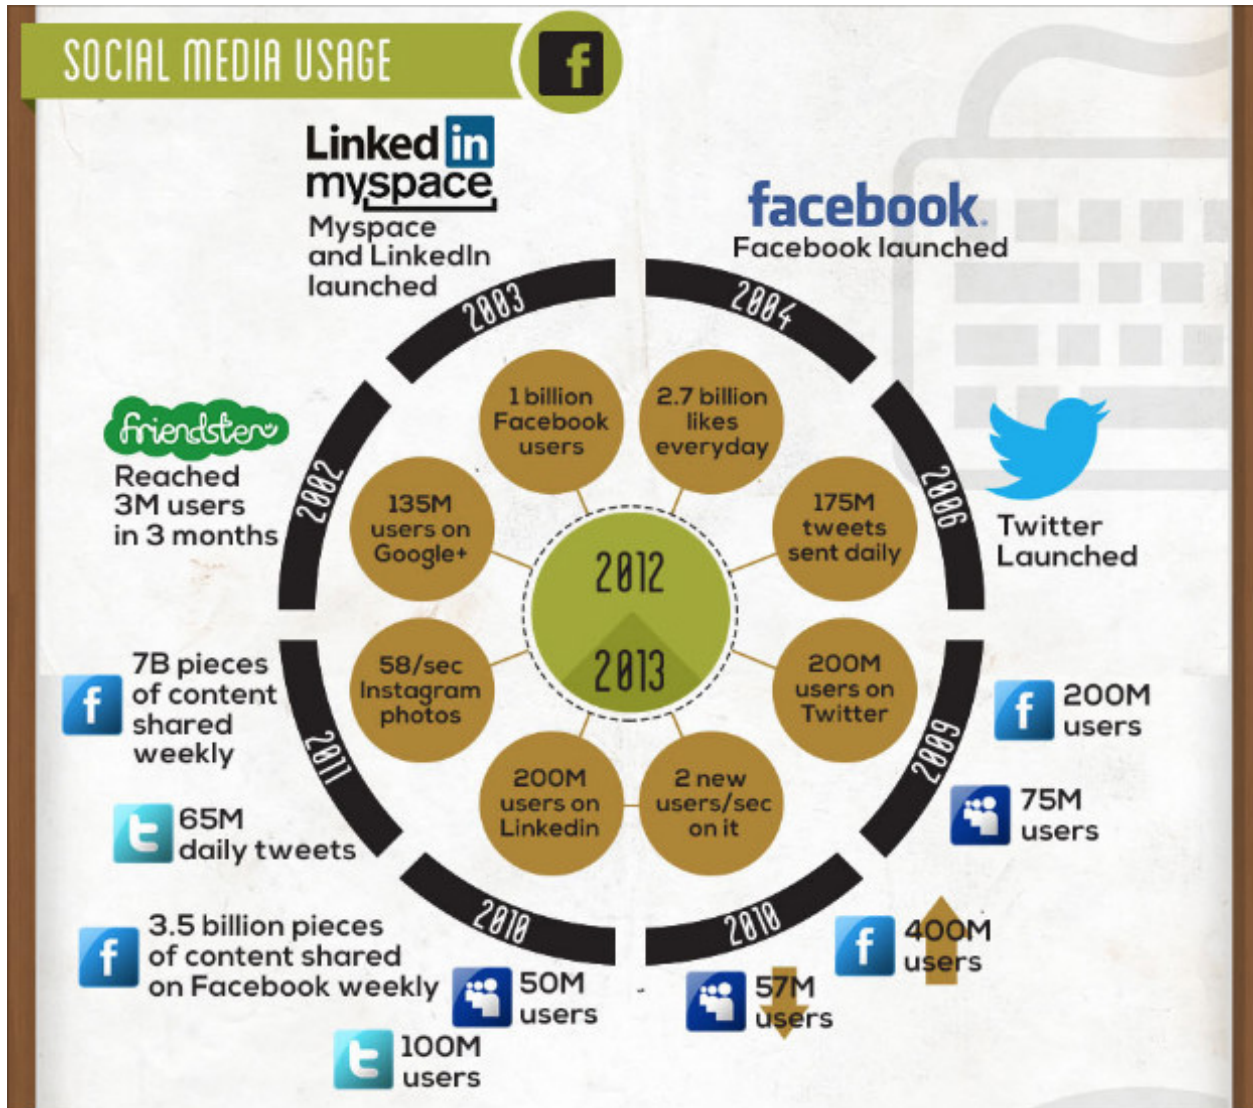 SOCIAL MEDIA USAGE
f
Linked in
myspace
Myspace
and LinkedIn
launched
facebook.
Facebook launched
2003
2004
friendster
Reached
3M users
in 3 months
2002
1 billion
Facebook
users
2.7 billion
likes
everyday
2006
Twitter
Launched
135M
users on
Google+
175M
tweets
sent daily
2012
2013
58/sec
Instagram
photos
200M
users on
Twitter
200M
users on
Linkedin
2 new
users/sec
on it
f
7B pieces
of content
shared
weekly
2011
t
65M
daily tweets
2009
f
200M
users
75M
users
2010
f
3.5 billion pieces
of content shared
on Facebook weekly
50M
users
t
100M
users
2010
f
400M
users
57M
users